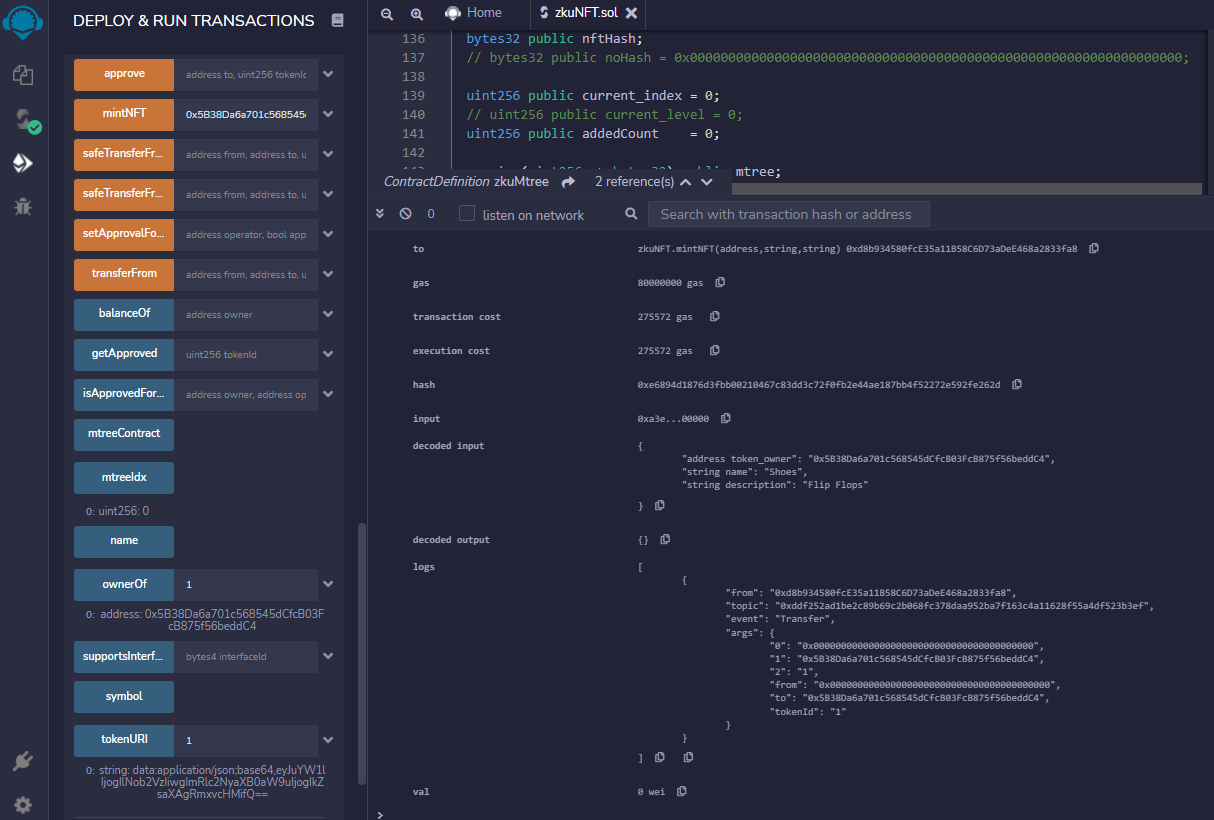 DEPLOY & RUN TRANSACTIONS
approve
address to, uint256 tokenId
mintNFT
0x5B38Da6a701c568545d
safeTransferFr...
address from, address to, u
safeTransferFr...
address from, address to, u
setApprovalFo...
address operator, bool app
transferFrom
address from, address to, u
balanceOf
address owner
getApproved
uint256 tokenId
isApprovedFor...
address owner, address op
mtreeContract
mtreeIdx
0: uint256: 0
name
ownerOf
1
0: address: 0x5B38Da6a701c568545dCfcB03F
cB875f56beddC4
supportsInterf...
bytes4 interfaceId
symbol
tokenURI
1
0: string: data:application/json;base64,eyJuYW1l
IjogIlNob2VzIiwgImRlc2NyaXB0aW9uIjogIkZ
saXAgRmxvcHMifQ==
Home
zkuNFT.sol
136 bytes32 public nftHash;
137 // bytes32 public noHash = 0x0000000000000000000000000000000000000000000000000000000000000000;
138
139 uint256 public current_index = 0;
140 // uint256 public current_level = 0;
141 uint256 public addedCount = 0;
142
mtree;
ContractDefinition zkuMtree
2 reference(s)
0
listen on network
Search with transaction hash or address
to zkuNFT.mintNFT(address,string,string) 0xd8b934580fcE35a11B58C6D73aDeE468a2833fa8
gas 80000000 gas
transaction cost 275572 gas
execution cost 275572 gas
hash 0xe6894d1876d3fbb00210467c83dd3c72f0fb2e44ae187bb4f52272e592fe262d
input 0xa3e...00000
decoded input {
"address token_owner": "0x5B38Da6a701c568545dCfcB03FcB875f56beddC4",
"string name": "Shoes",
"string description": "Flip Flops"
}
decoded output {}
logs [
{
"from": "0xd8b934580fcE35a11B58C6D73aDeE468a2833fa8",
"topic": "0xddf252ad1be2c89b69c2b068fc378daa952ba7f163c4a11628f55a4df523b3ef",
"event": "Transfer",
"args": {
"0": "0x0000000000000000000000000000000000000000",
"1": "0x5B38Da6a701c568545dCfcB03FcB875f56beddC4",
"2": "1",
"from": "0x0000000000000000000000000000000000000000",
"to": "0x5B38Da6a701c568545dCfcB03FcB875f56beddC4",
"tokenId": "1"
}
}
]
val 0 wei
>